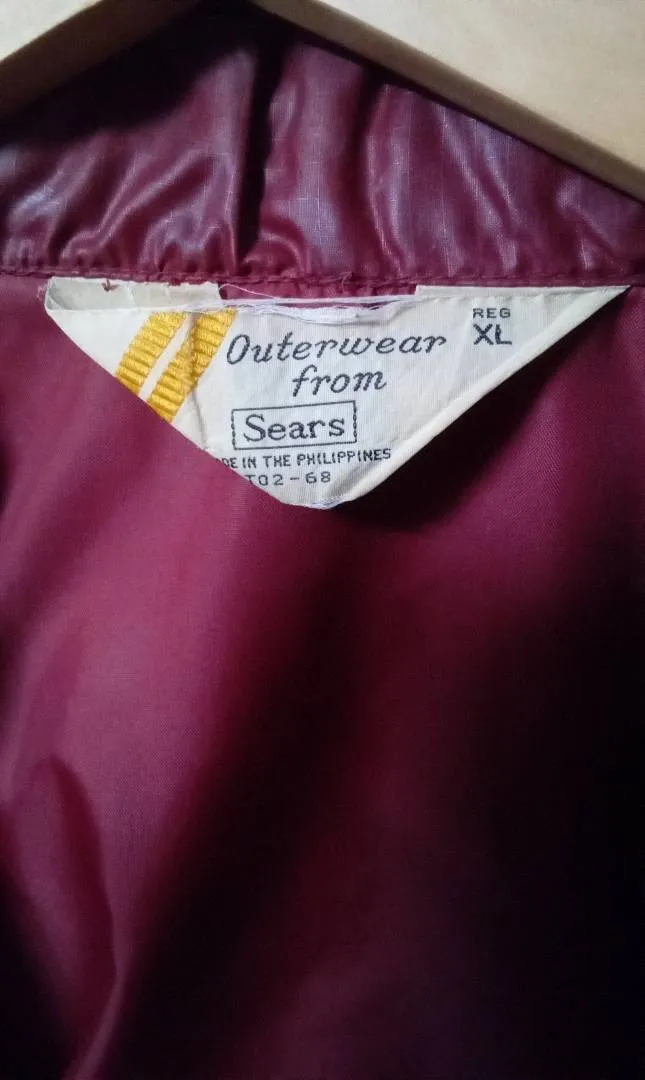 REG
XL
Outerwear
from
Sears
DE IN THE PHILIPPINES
T02-68